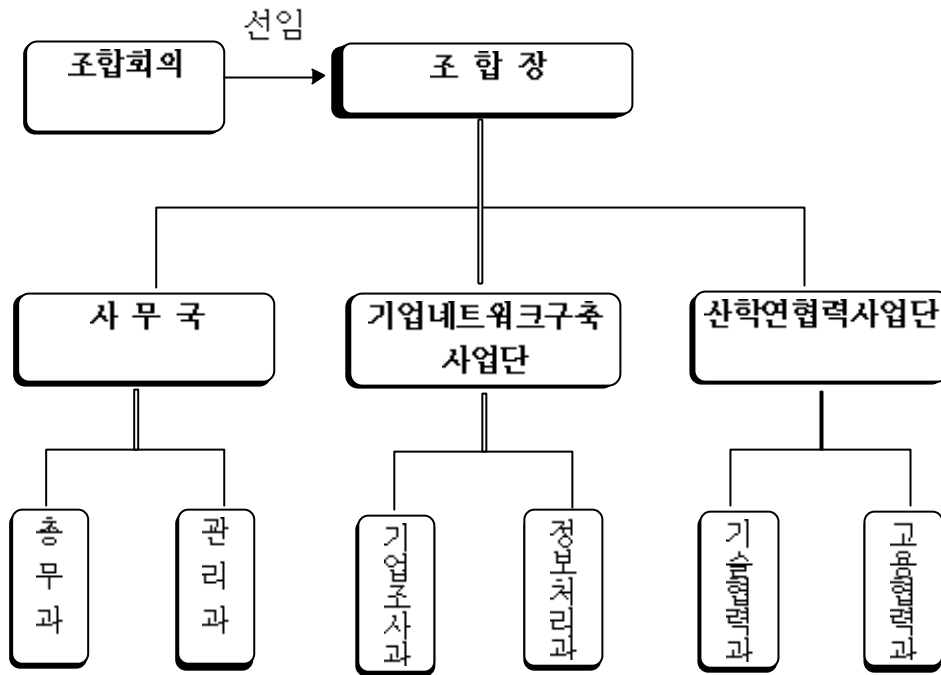 선임
조합회의
조 합 장
사 무 국
기업네트워크구축
사업단
산학연협력사업단
총무과
관리과
기업조사과
정보처리과
기술협력과
고용협력과